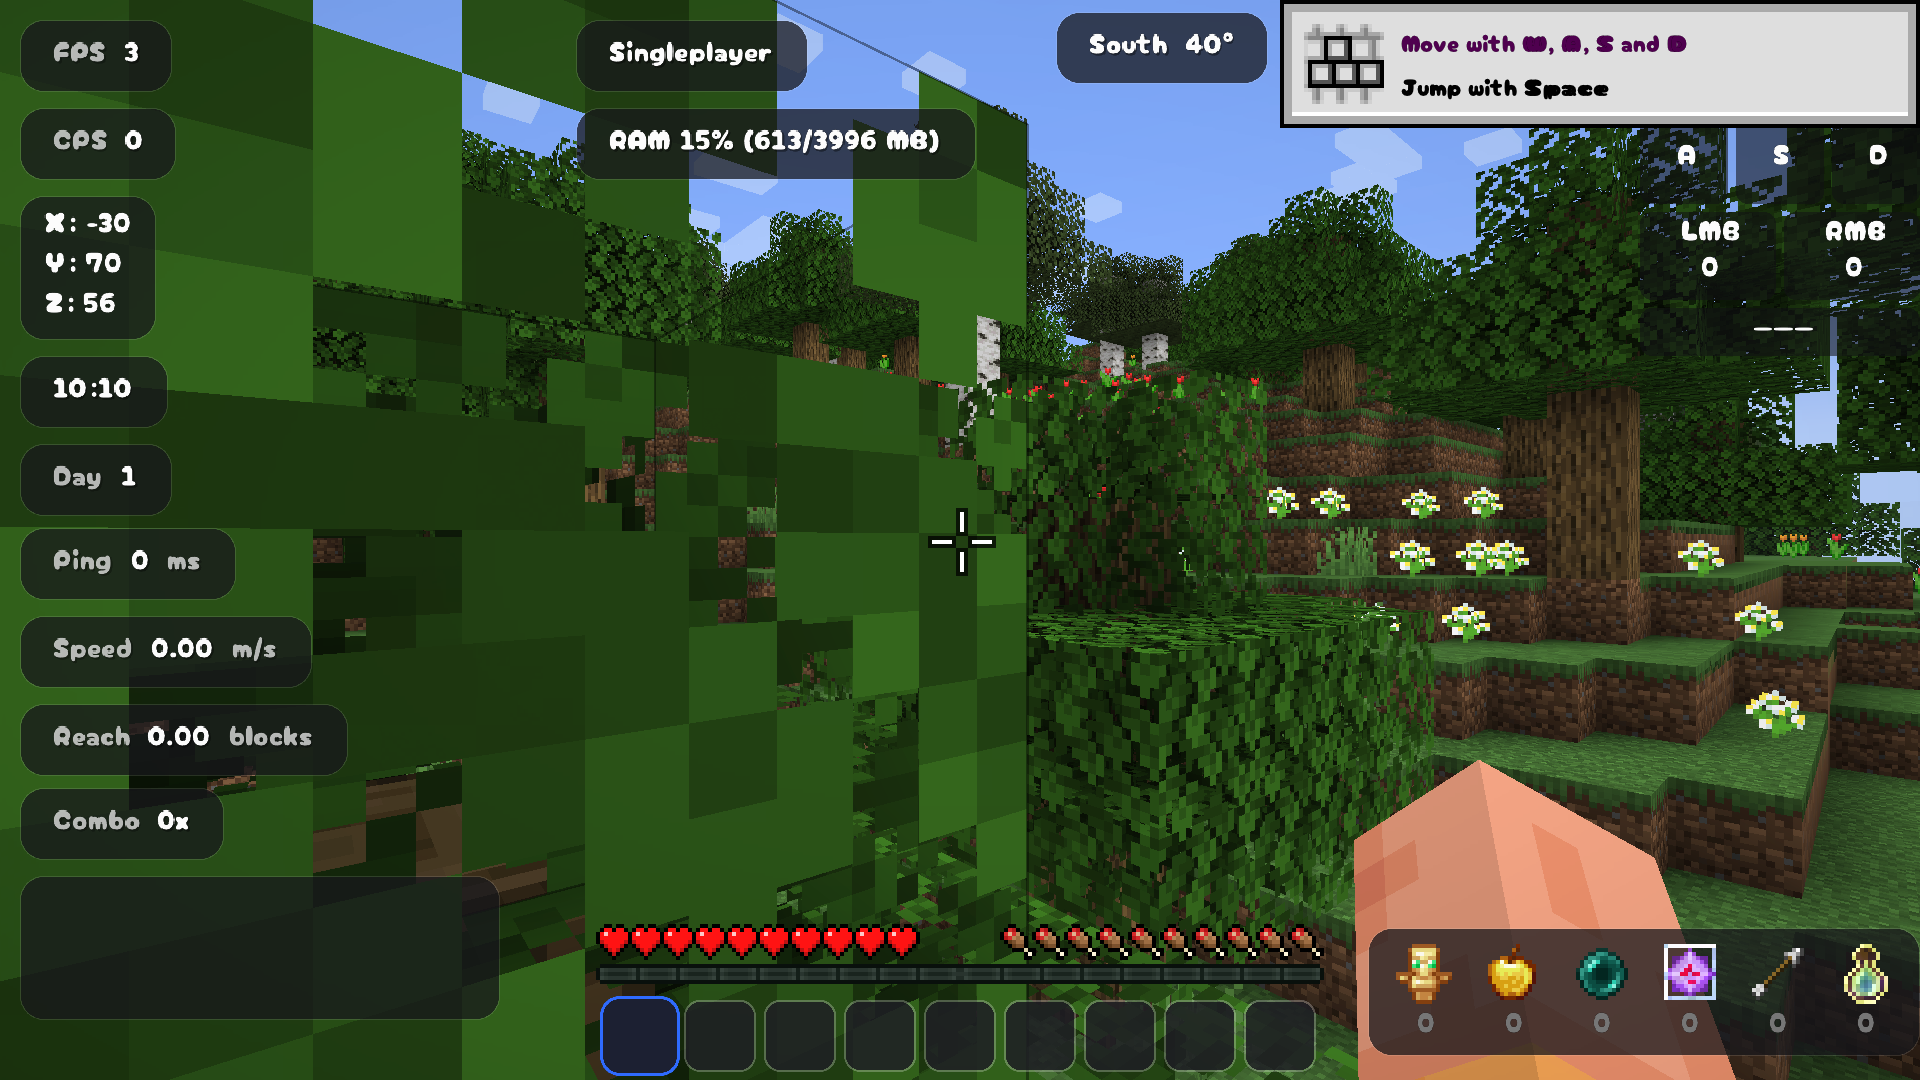 FPS 3
Singleplayer
South 40°
Move with W, A, S and D
Jump with Space
CPS 0
RAM 15% (613/3996 MB)
A S D
X: -30
Y: 70
Z: 56
LMB RMB
0 0
10:10
Day 1
Ping 0 ms
Speed 0.00 m/s
Reach 0.00 blocks
Combo 0x
0 0 0 0 0 0